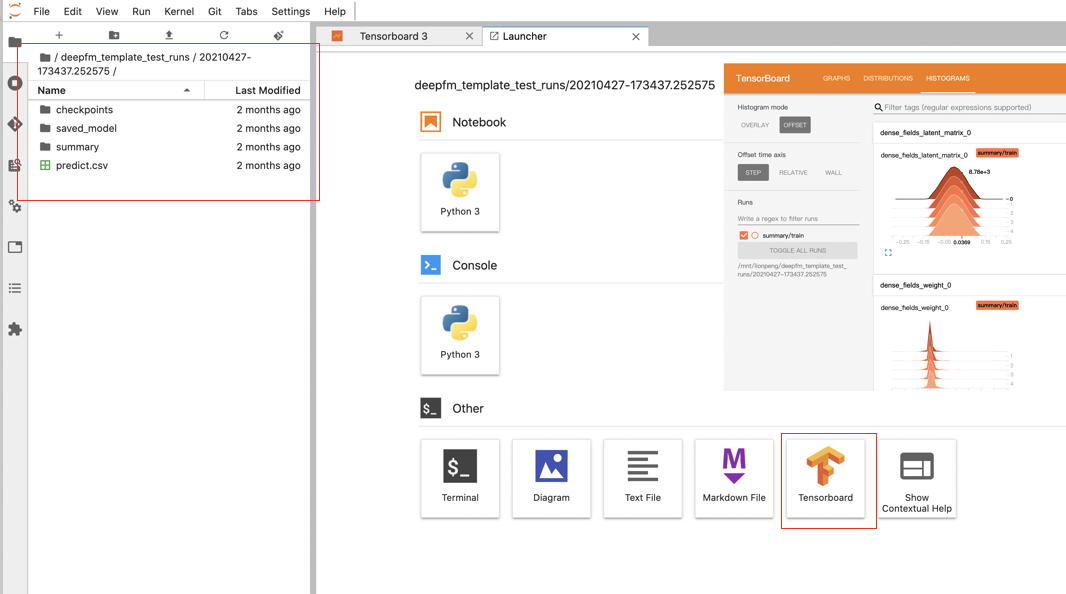 File Edit View Run Kernel Git Tabs Settings Help
Tensorboard 3
Launcher
/ deepfm_template_test_runs / 20210427-
173437.252575 /
Name Last Modified
checkpoints 2 months ago
saved_model 2 months ago
summary 2 months ago
predict.csv 2 months ago
deepfm_template_test_runs/20210427-173437.252575
Notebook
Python 3
Console
Python 3
Other
$_
$_
Terminal
Diagram
Text File
M
Markdown File
Tensorboard
Show
Contextual Help
TensorBoard GRAPHS DISTRIBUTIONS HISTOGRAMS
Histogram mode
OVERLAY OFFSET
Offset time axis
STEP RELATIVE WALL
Runs
Write a regex to filter runs
summary/train
TOGGLE ALL RUNS
/mnt/lionpeng/deepfm_template_test_
runs/20210427-173437.252575
Filter tags (regular expressions supported)
dense_fields_latent_matrix_0
dense_fields_latent_matrix_0 summary/train
8.78e+3
0
1
2
3
4
-0.25 -0.15 -0.05 0.0369 0.15 0.25
dense_fields_weight_0
dense_fields_weight_0 summary/train
1
2
3
4